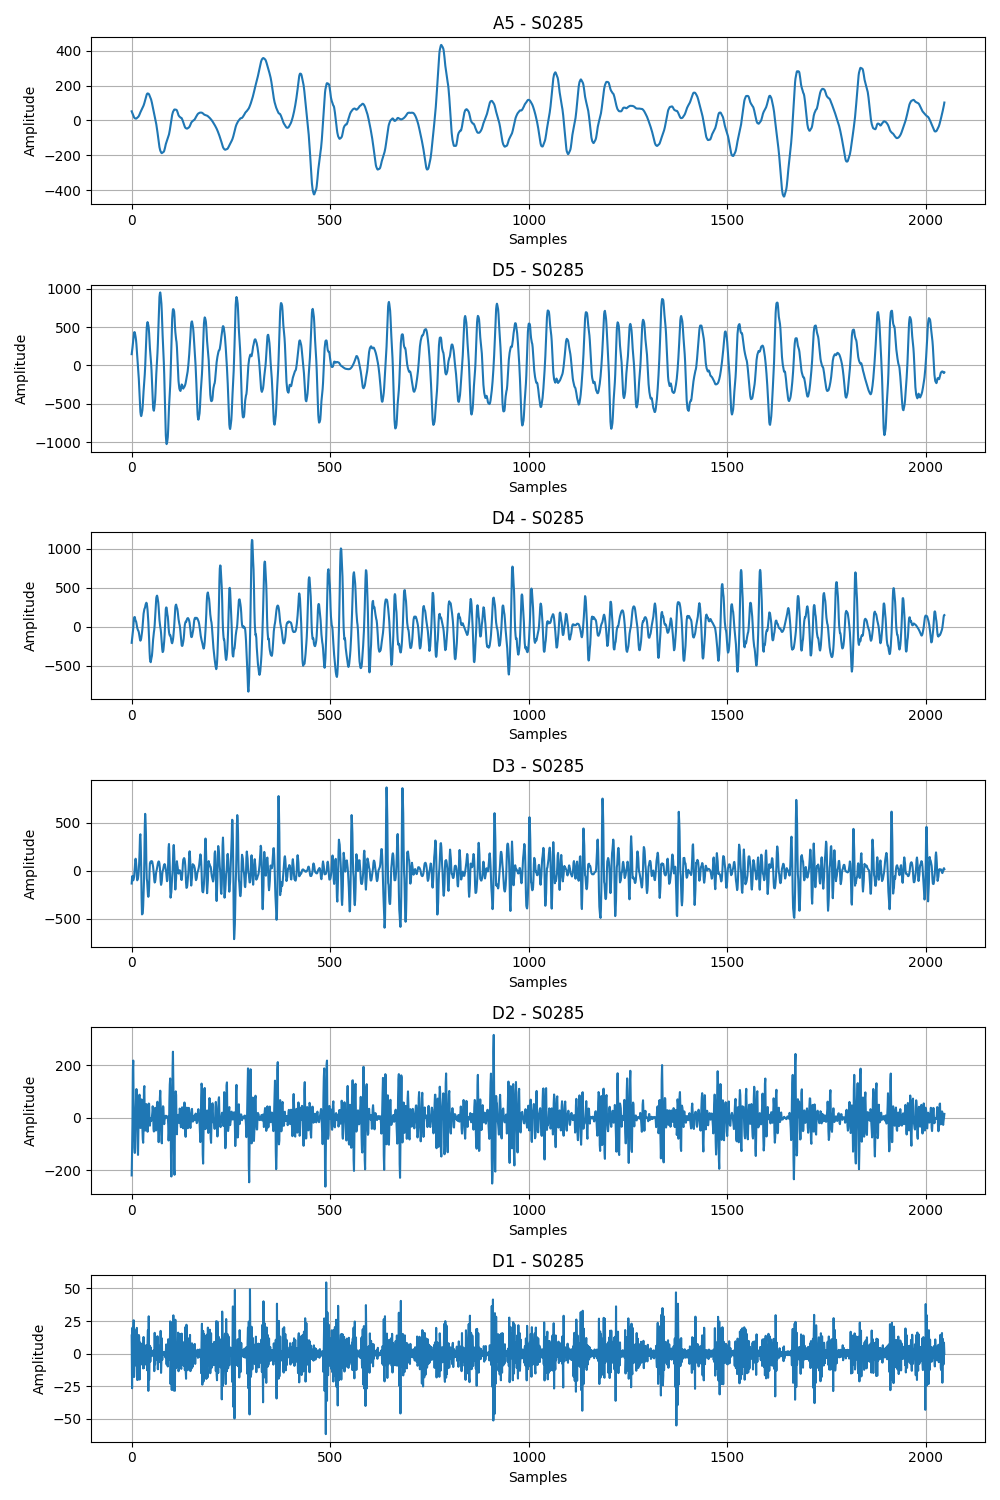 A5 - S0285
400
200
0
−200
−400
Amplitude
0 500 1000 1500 2000
Samples
D5 - S0285
1000
500
0
−500
−1000
Amplitude
0 500 1000 1500 2000
Samples
D4 - S0285
1000
500
0
−500
Amplitude
0 500 1000 1500 2000
Samples
D3 - S0285
500
0
−500
Amplitude
0 500 1000 1500 2000
Samples
D2 - S0285
200
0
−200
Amplitude
0 500 1000 1500 2000
Samples
D1 - S0285
50
25
0
−25
−50
Amplitude
0 500 1000 1500 2000
Samples